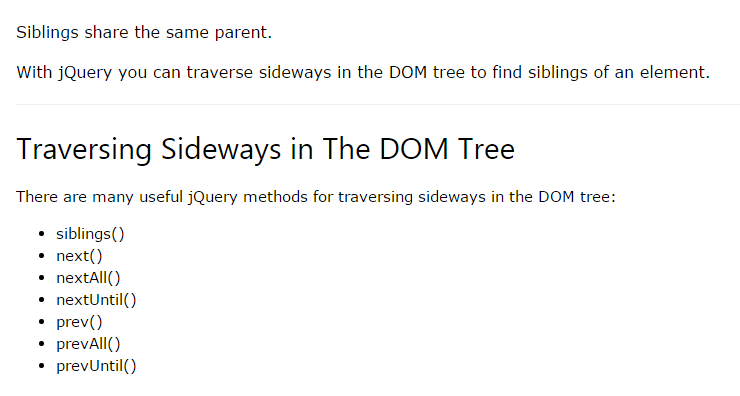 Siblings share the same parent.
With jQuery you can traverse sideways in the DOM tree to find siblings of an element.
Traversing Sideways in The DOM Tree
There are many useful jQuery methods for traversing sideways in the DOM tree:
• siblings()
• next()
• nextAll()
• nextUntil()
• prev()
• prevAll()
• prevUntil()